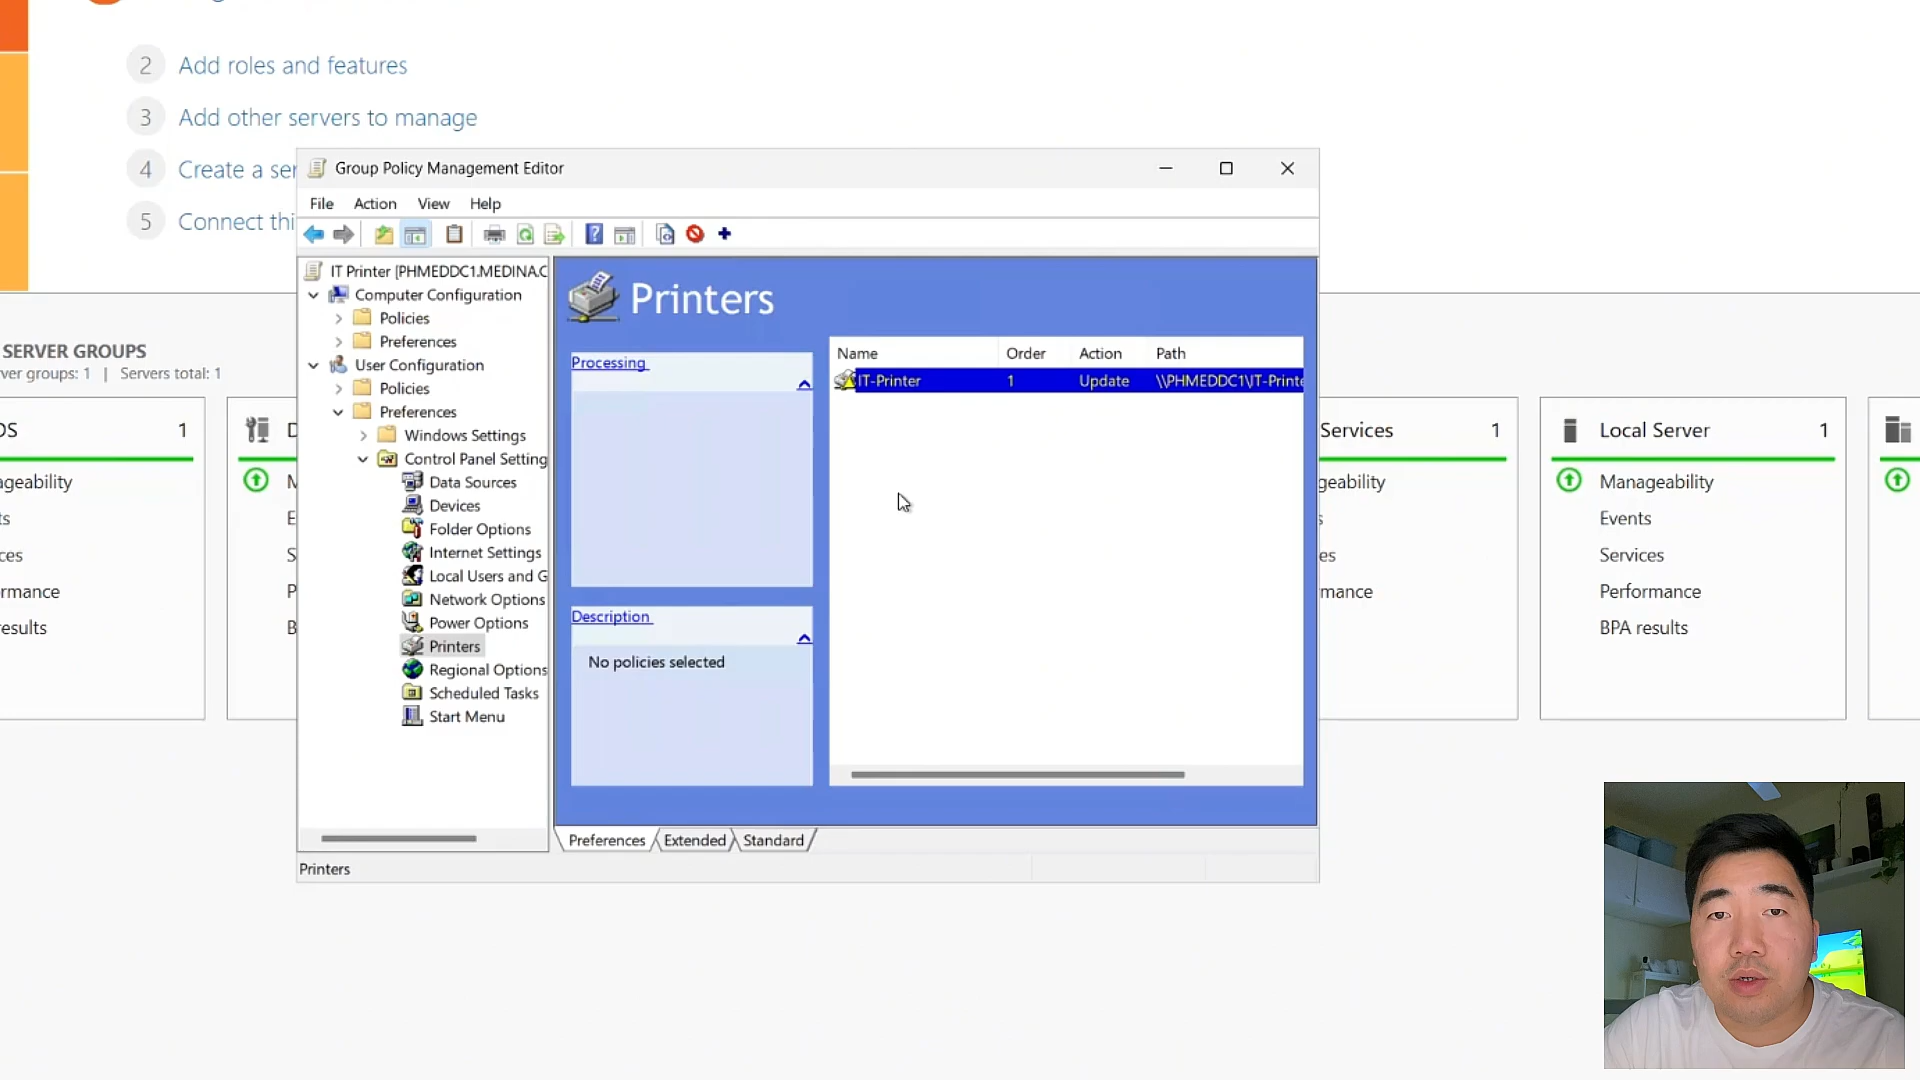 2 Add roles and features
3 Add other servers to manage
4 Create a ser
5 Connect thi
Group Policy Management Editor
File Action View Help
IT Printer [PHMEDDC1.MEDINA.C
Computer Configuration
Policies
Preferences
User Configuration
Policies
Preferences
Windows Settings
Control Panel Setting
Data Sources
Devices
Folder Options
Internet Settings
Local Users and G
Network Options
Power Options
Printers
Regional Options
Scheduled Tasks
Start Menu
Printers
Processing
Description
No policies selected
Name Order Action Path
IT-Printer 1 Update \\PHMEDDC1\IT-Printe
Preferences Extended Standard
Printers
SERVER GROUPS
ver groups: 1 | Servers total: 1
DS 1
ageability
ts
ces
rmance
esults
D
M
E
S
P
B
Services 1
geability
s
es
mance
Local Server 1
Manageability
Events
Services
Performance
BPA results